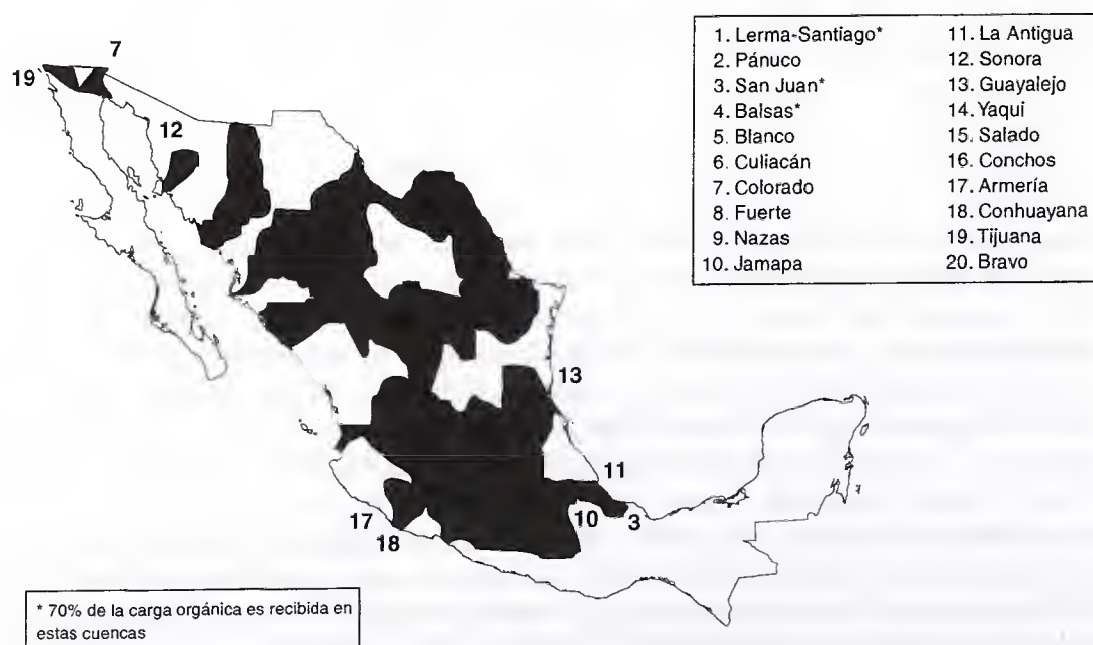 7
19
12
1. Lerma-Santiago*
2. Pánuco
3. San Juan*
4. Balsas*
5. Blanco
6. Culiacán
7. Colorado
8. Fuerte
9. Nazas
10. Jamapa
11. La Antigua
12. Sonora
13. Guayalejo
14. Yaqui
15. Salado
16. Conchos
17. Armería
18. Conhuayana
19. Tijuana
20. Bravo
13
11
10
3
17
18
* 70% de la carga orgánica es recibida en
estas cuencas